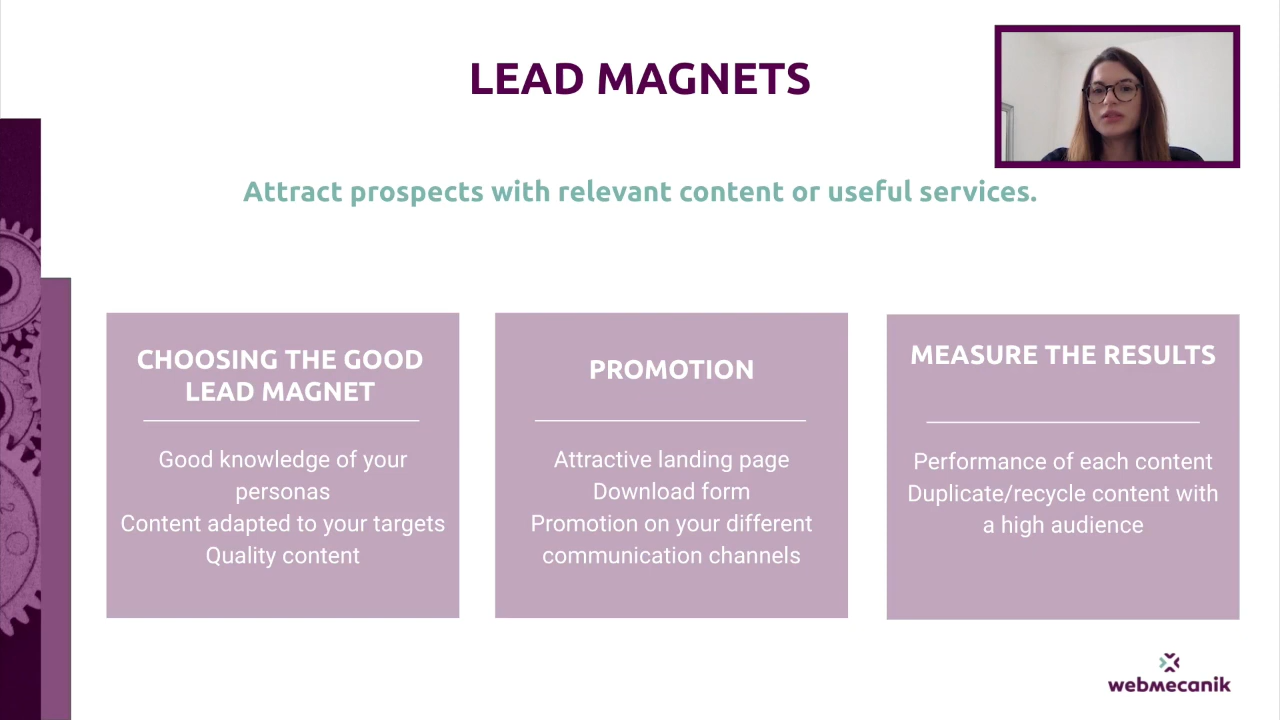 LEAD MAGNETS
Attract prospects with relevant content or useful services.
CHOOSING THE GOOD
LEAD MAGNET
Good knowledge of your
personas
Content adapted to your targets
Quality content
PROMOTION
Attractive landing page
Download form
Promotion on your different
communication channels
MEASURE THE RESULTS
Performance of each content
Duplicate/recycle content with
a high audience
webmecanik